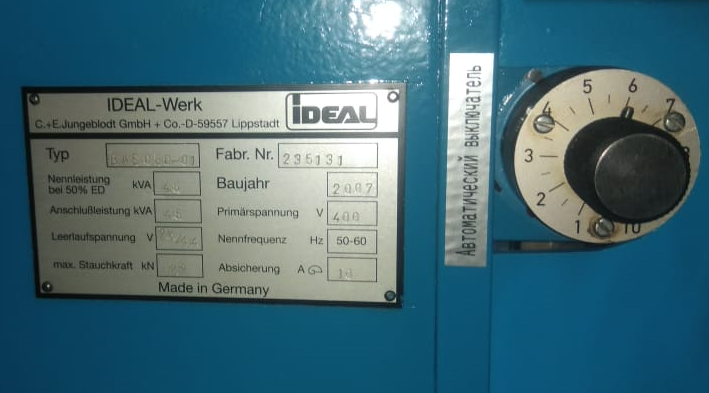 IDEAL-Werk
C.+E.Jungeblodt GmbH + Co.-D-59557 Lippstadt
IDEAL
Typ
Fabr. Nr. 235131
Nennleistung
bei 50% ED kVA
Baujahr 2007
Anschlußleistung kVA
Primärspannung V 400
Leerlaufspannung V
Nennfrequenz Hz 50-60
max. Stauchkraft kN
Absicherung A 10
Made in Germany
Автоматический выключатель
1 2 3 4 5 6 7 10